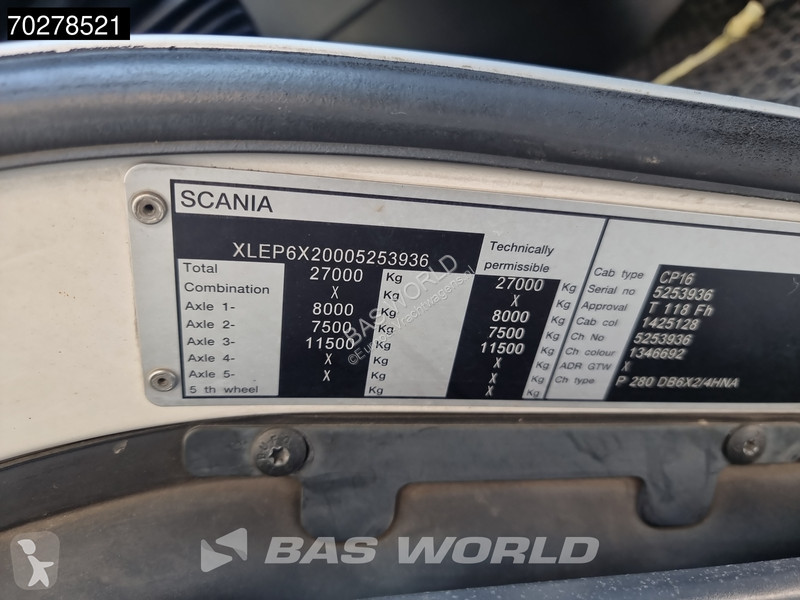 70278521
SCANIA
XLEP6X20005253936
Technically
permissible
Total 27000 Kg 27000 Kg
Combination X X
Axle 1- 8000 Kg 8000 Kg
Axle 2- 7500 Kg 7500 Kg
Axle 3- 11500 Kg 11500 Kg
Axle 4- X Kg X Kg
Axle 5- X Kg X Kg
5 th wheel Kg Kg
Cab type CP16
Serial no 5253936
Approval T 118 Fh
Cab col 1425128
Ch No 5253936
Ch colour 1346692
ADR GTW X
Ch type P 280 DB6X2/4HNA
BAS WORLD
BAS WORLD